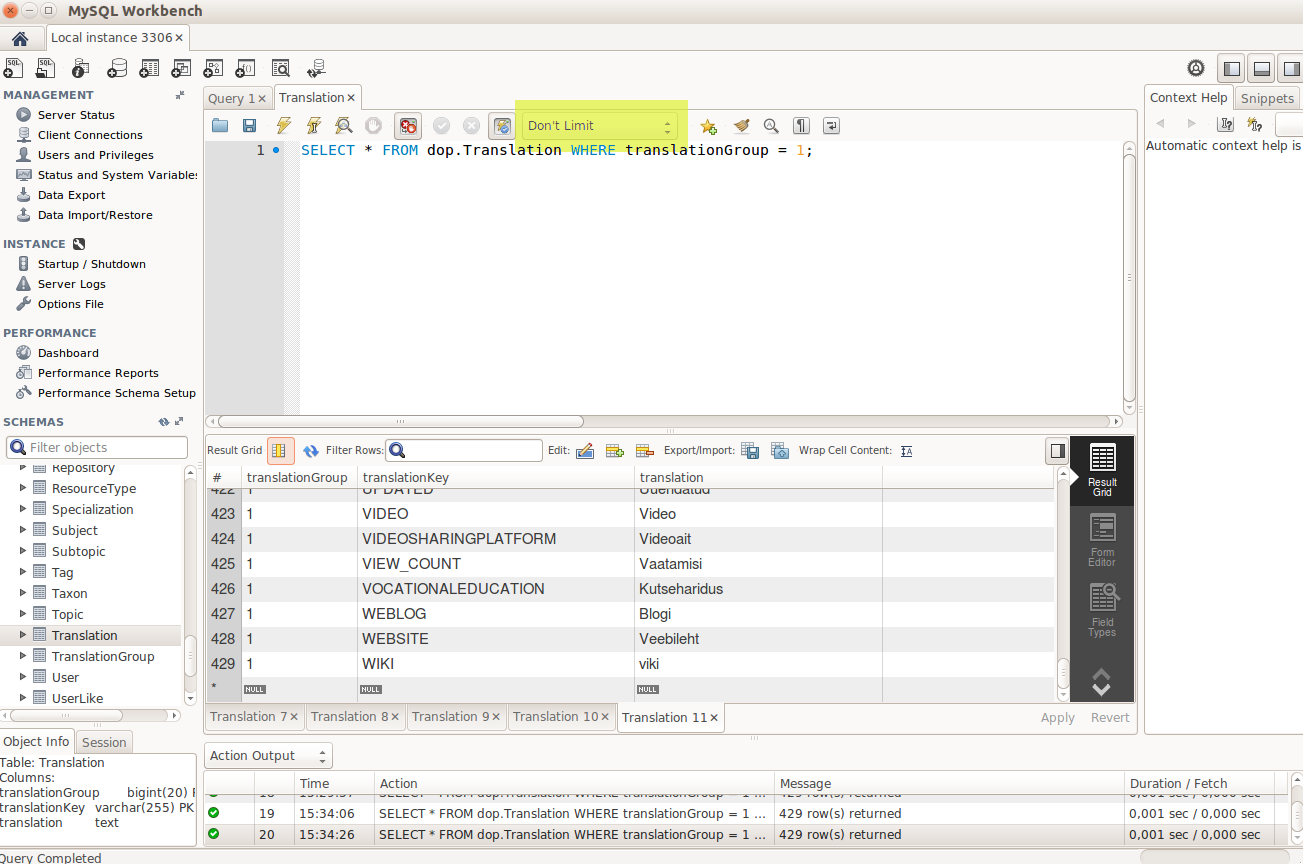 MySQL Workbench
Local instance 3306
MANAGEMENT
Server Status
Client Connections
Users and Privileges
Status and System Variables
Data Export
Data Import/Restore
INSTANCE
Startup / Shutdown
Server Logs
Options File
PERFORMANCE
Dashboard
Performance Reports
Performance Schema Setup
SCHEMAS
Filter objects
Repository
ResourceType
Specialization
Subject
Subtopic
Tag
Taxon
Topic
Translation
TranslationGroup
User
UserLike
Object Info Session
Table: Translation
Columns:
translationGroup bigint(20) P
translationKey varchar(255) PK
translation text
Query 1 Translation
Don't Limit
1 SELECT * FROM dop.Translation WHERE translationGroup = 1;
Result Grid Filter Rows: Edit: Export/Import: Wrap Cell Content:
# translationGroup translationKey translation
422 1 UPDATED Uuendatud
423 1 VIDEO Video
424 1 VIDEOSHARINGPLATFORM Videoait
425 1 VIEW_COUNT Vaatamisi
426 1 VOCATIONALEDUCATION Kutseharidus
427 1 WEBLOG Blogi
428 1 WEBSITE Veebileht
429 1 WIKI viki
* NULL NULL NULL
Result
Grid
Form
Editor
Field
Types
Translation 7 Translation 8 Translation 9 Translation 10 Translation 11 Apply Revert
Context Help Snippets
Automatic context help is
Action Output
Time Action Message Duration / Fetch
18 SELECT * FROM dop.Translation WHERE translationGroup = 1 ... 429 row(s) returned 0,001 sec / 0,000 sec
19 15:34:06 SELECT * FROM dop.Translation WHERE translationGroup = 1 ... 429 row(s) returned 0,001 sec / 0,000 sec
20 15:34:26 SELECT * FROM dop.Translation WHERE translationGroup = 1 ... 429 row(s) returned 0,001 sec / 0,000 sec
Query Completed